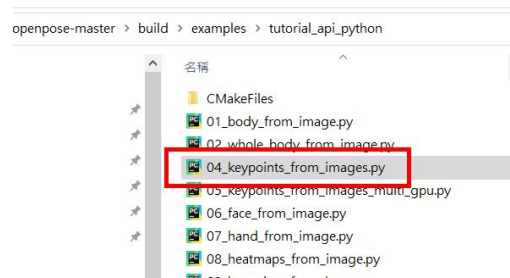 openpose-master > build > examples > tutorial_api_python
名稱
CMakeFiles
01_body_from_image.py
02_whole_body_from_image.py
04_keypoints_from_images.py
05_keypoints_from_images_multi_gpu.py
06_face_from_image.py
07_hand_from_image.py
08_heatmaps_from_image.py